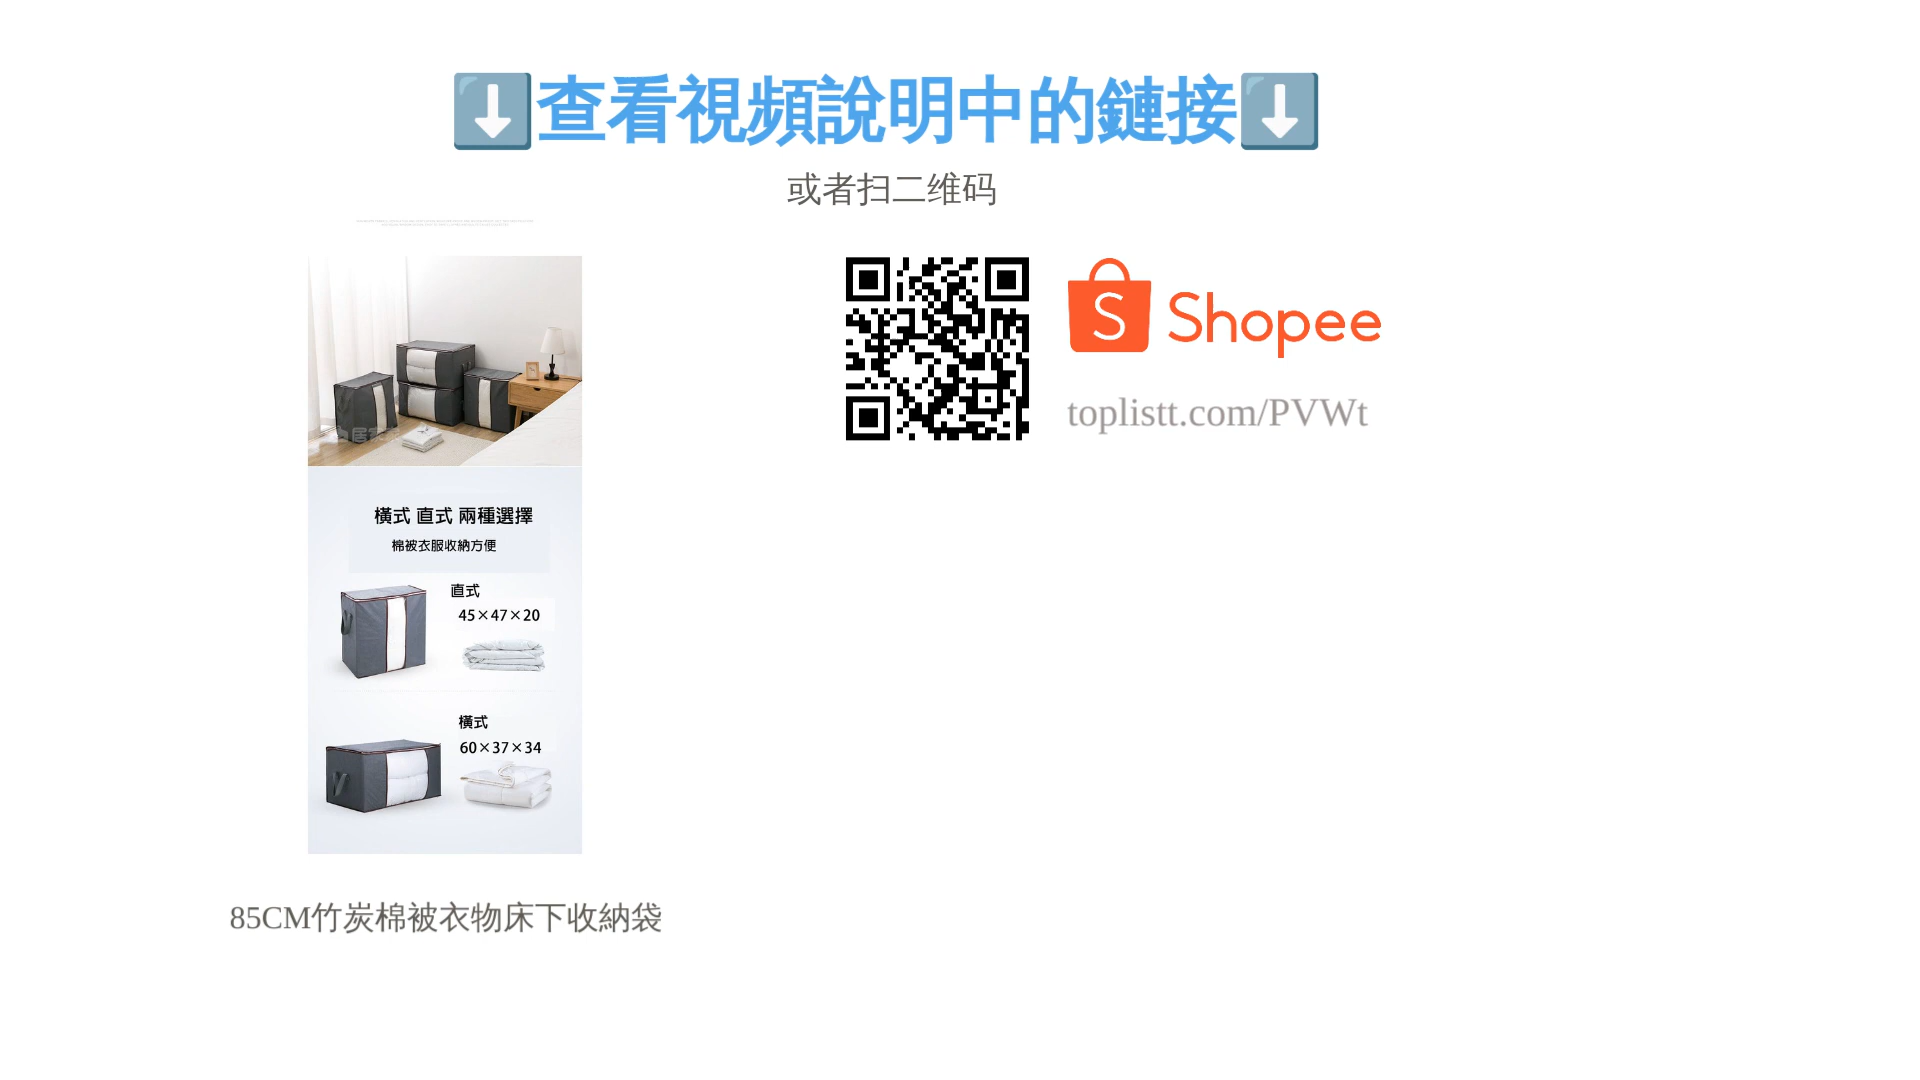 ⬇️查看視頻說明中的鏈接⬇️
或者扫二维码
Shopee
toplistt.com/PVWt
橫式 直式 兩種選擇
棉被衣服收納方便
直式
45×47×20
橫式
60×37×34
85CM竹炭棉被衣物床下收納袋